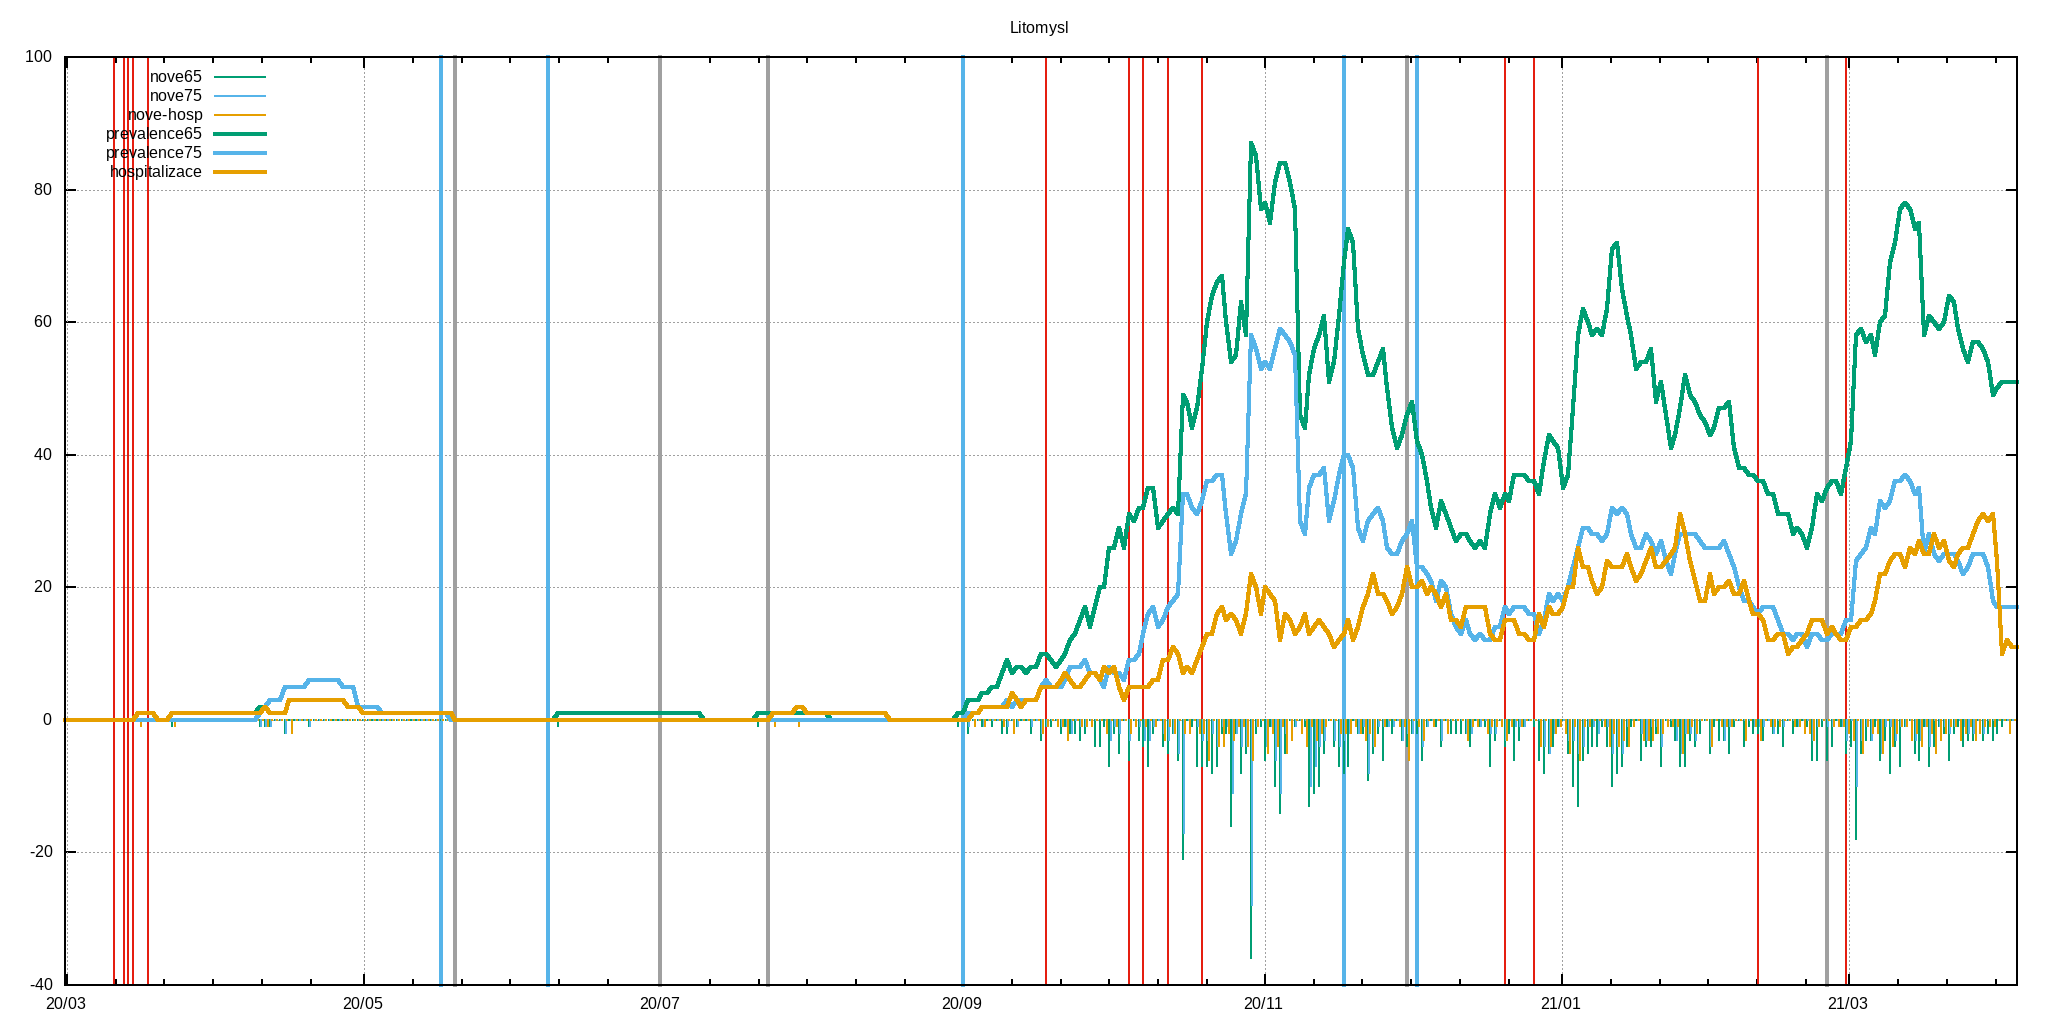 Litomysl
100
nove65
nove75
nove-hosp
prevalence65
prevalence75
hospitalizace
80
60
40
20
0
-20
-40
20/03 20/05 20/07 20/09 20/11 21/01 21/03